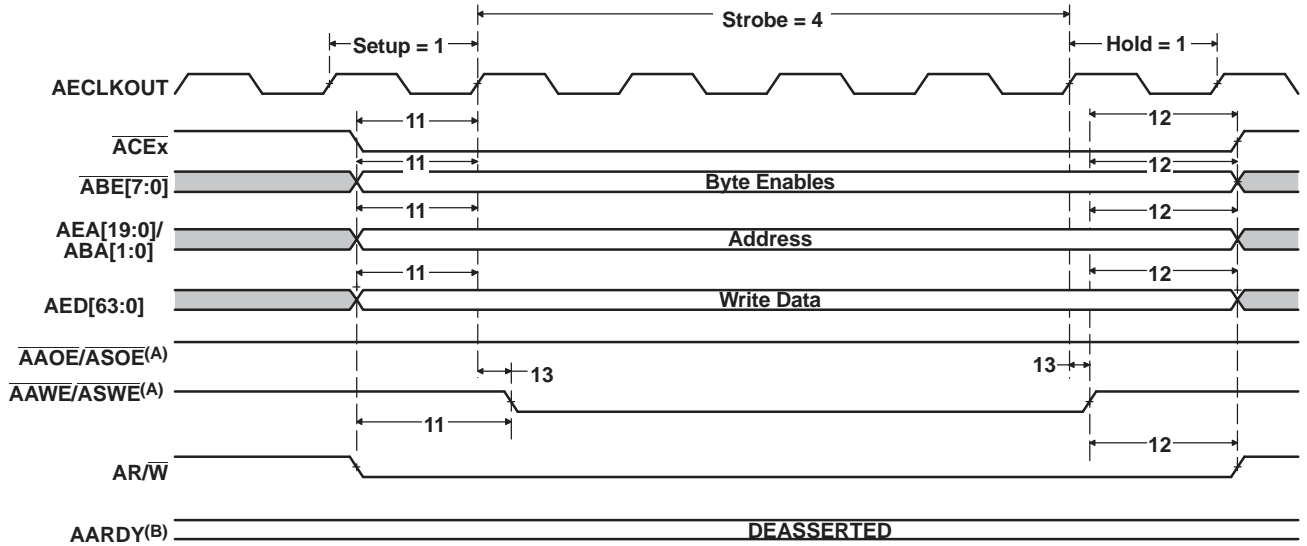 Strobe = 4
Setup = 1
Hold = 1
AECLKOUT
11
12
ACEx
11
12
ABE[7:0]
Byte Enables
11
12
AEA[19:0]/
ABA[1:0]
Address
11
12
AED[63:0]
Write Data
AAOE/ASOE(A)
13
13
AAWE/ASWE(A)
11
12
AR/W
AARDY(B)
DEASSERTED